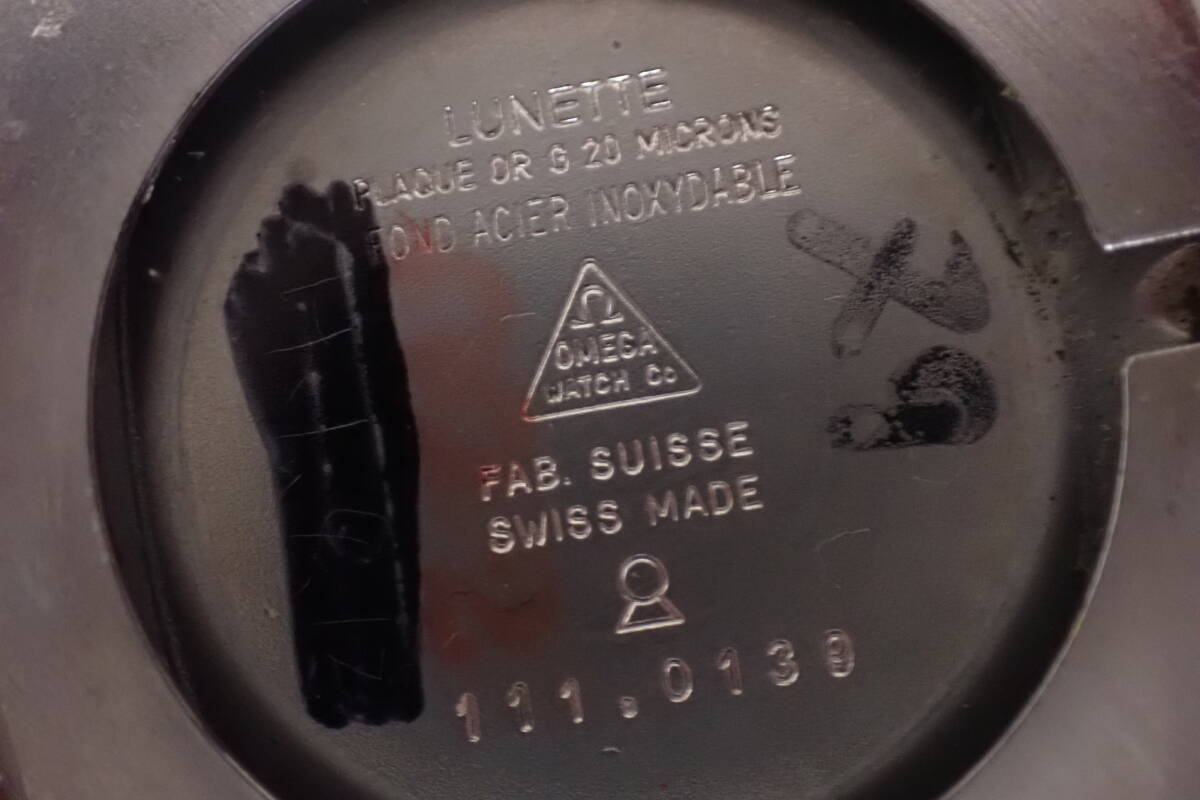 LUNETTE
PLAQUE OR G 20 MICRONS
FOND ACIER INOXYDABLE
Ω
OMEGA
WATCH Co
FAB. SUISSE
SWISS MADE
111.0139